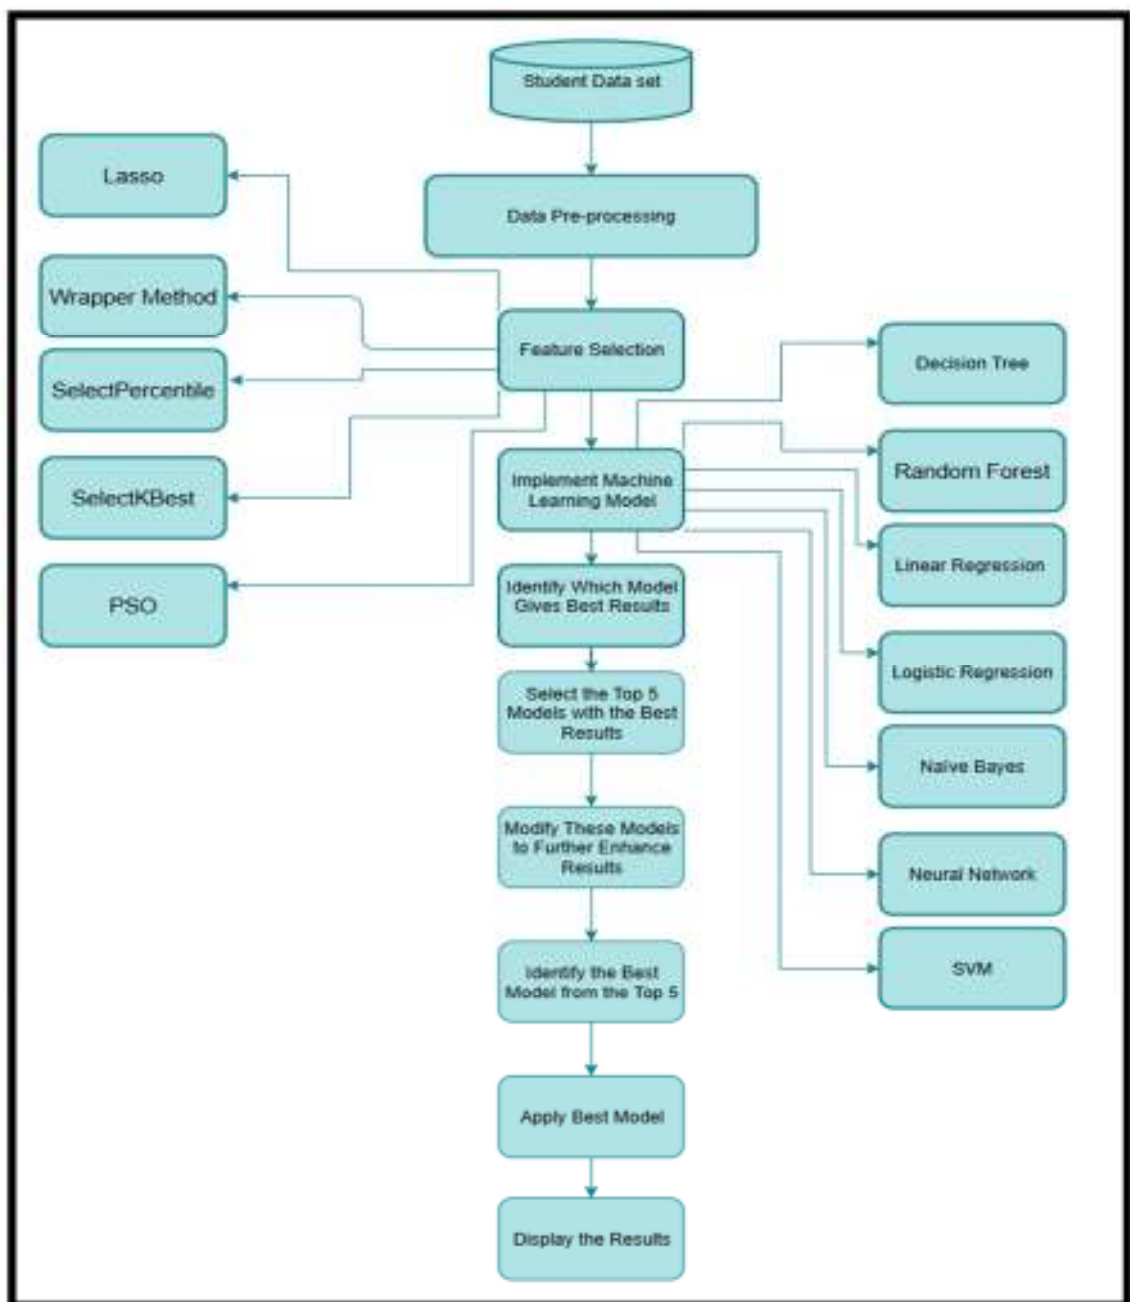 Student Data set
Data Pre-processing
Feature Selection
Lasso
Wrapper Method
SelectPercentile
SelectKBest
PSO
Implement Machine
Learning Model
Decision Tree
Random Forest
Linear Regression
Logistic Regression
Naïve Bayes
Neural Network
SVM
Identify Which Model
Gives Best Results
Select the Top 5
Models with the Best
Results
Modify These Models
to Further Enhance
Results
Identify the Best
Model from the Top 5
Apply Best Model
Display the Results